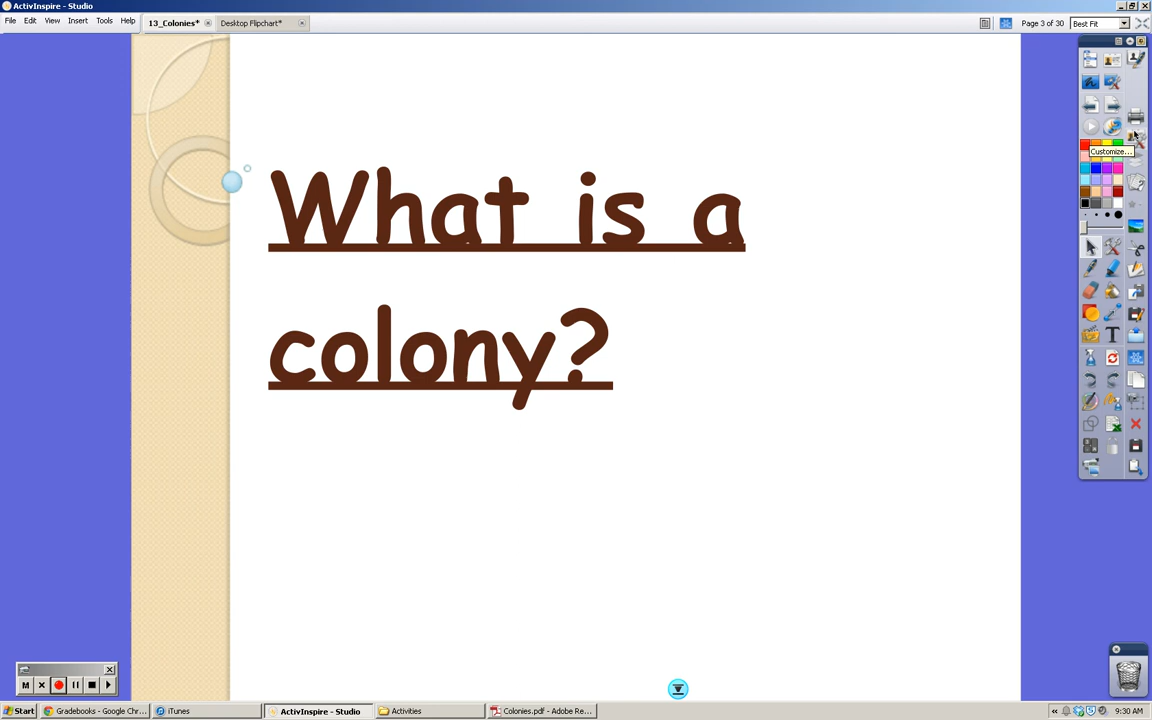 ActivInspire - Studio
File Edit View Insert Tools Help
13_Colonies*
Desktop Flipchart*
Page 3 of 30
Best Fit
Customize...
What is a
colony?
M
Start
Gradebooks - Google Chr...
iTunes
ActivInspire - Studio
Activities
Colonies.pdf - Adobe Re...
9:30 AM